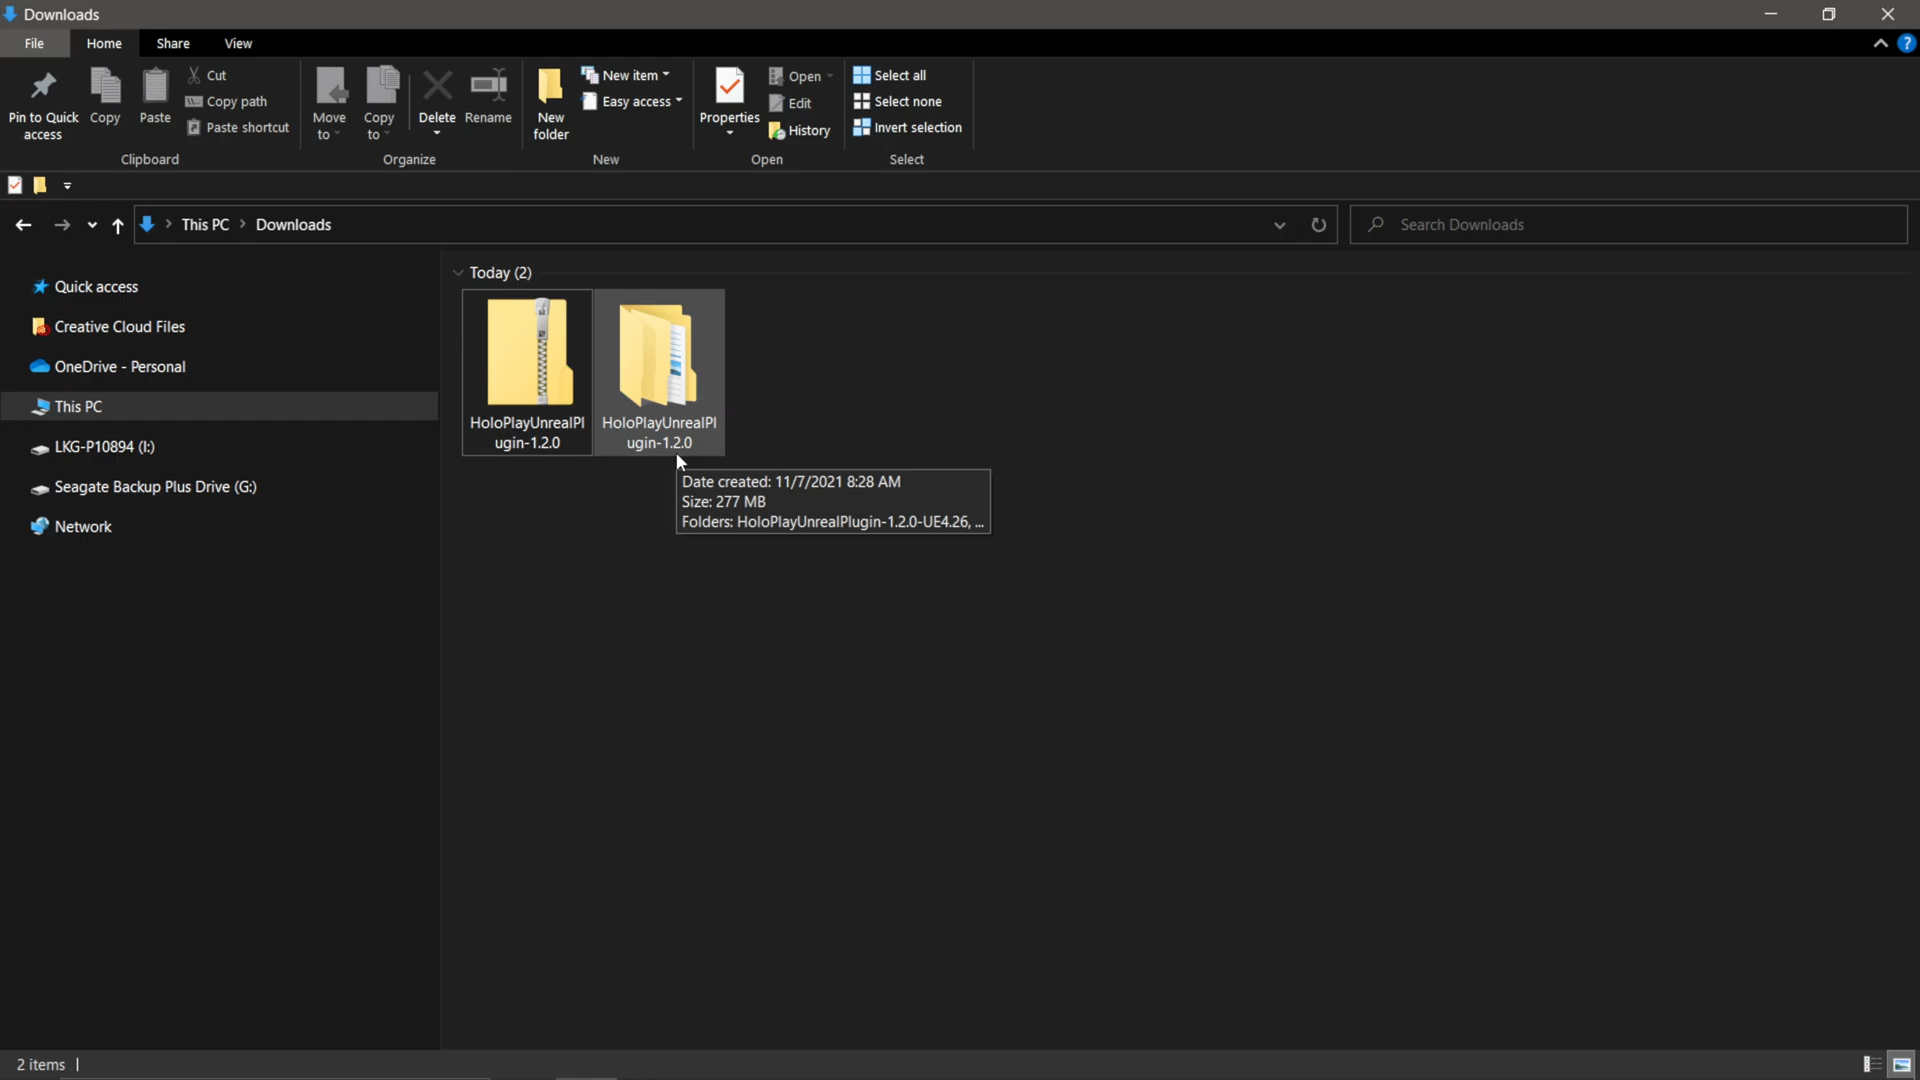 Downloads
File Home Share View
Pin to Quick access
Copy
Paste
Cut
Copy path
Paste shortcut
Clipboard
Move to
Copy to
Delete
Rename
Organize
New folder
New item
Easy access
New
Properties
Open
Edit
History
Open
Select all
Select none
Invert selection
Select
This PC Downloads
Search Downloads
Quick access
Creative Cloud Files
OneDrive - Personal
This PC
LKG-P10894 (I:)
Seagate Backup Plus Drive (G:)
Network
Today (2)
HoloPlayUnrealPl
ugin-1.2.0
HoloPlayUnrealPl
ugin-1.2.0
Date created: 11/7/2021 8:28 AM
Size: 277 MB
Folders: HoloPlayUnrealPlugin-1.2.0-UE4.26, ...
2 items